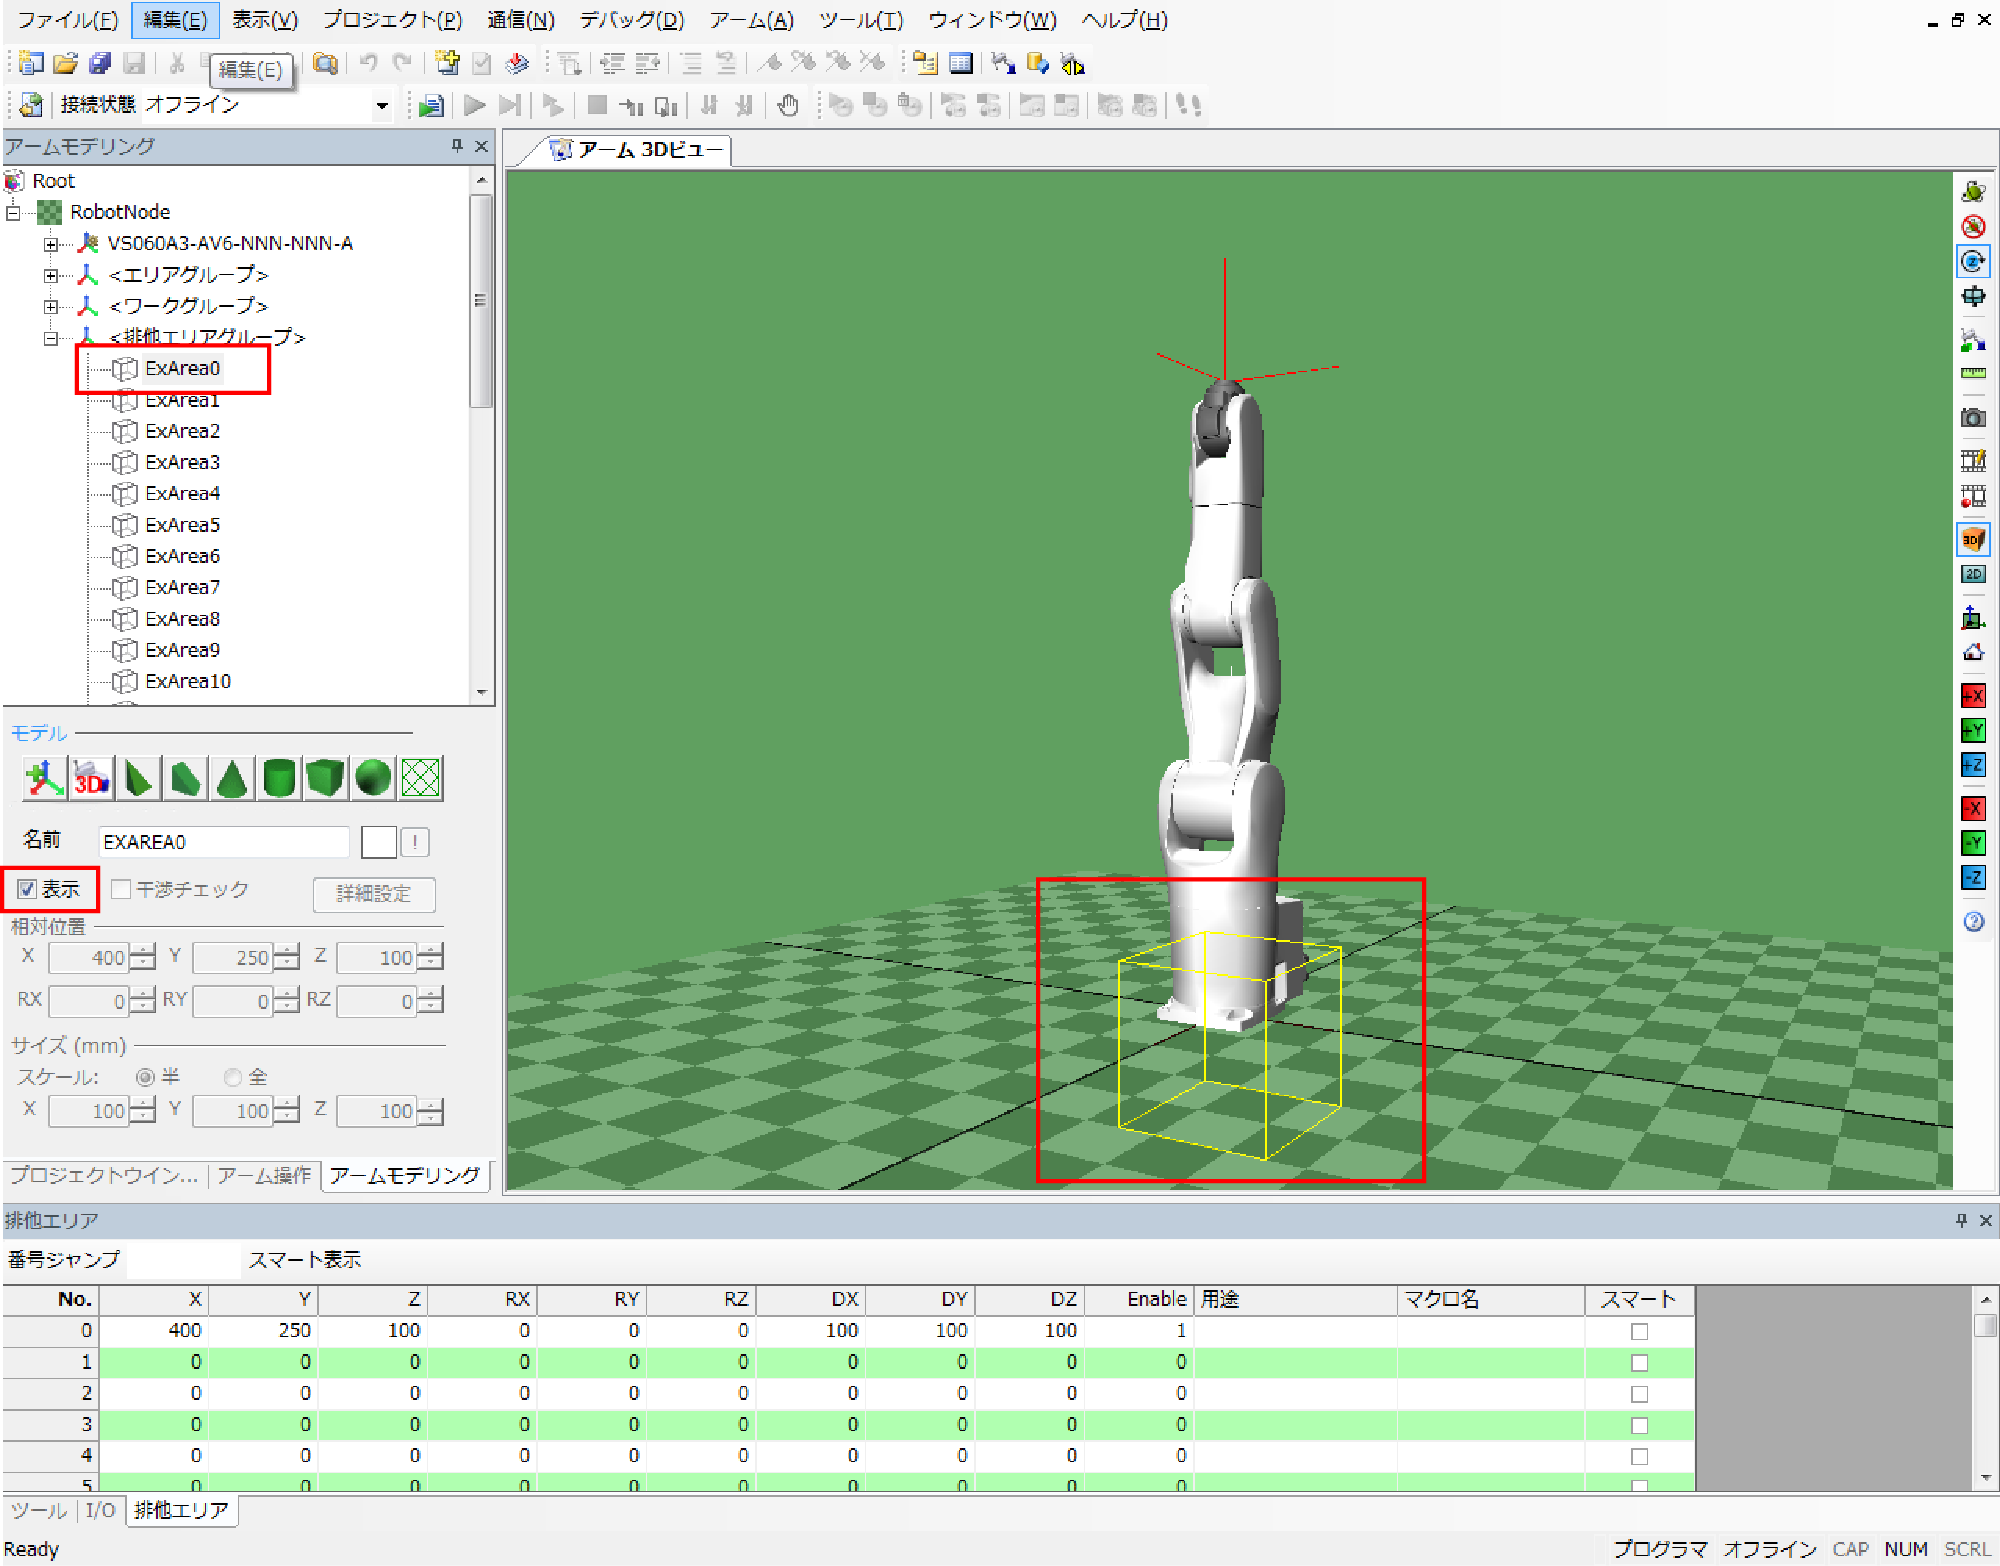 ファイル(F) 編集(E) 表示(V) プロジェクト(P) 通信(N) デバッグ(D) アーム(A) ツール(T) ウィンドウ(W) ヘルプ(H)
編集(E)
接続状態 オフライン
アームモデリング
アーム 3Dビュー
Root
RobotNode
VS060A3-AV6-NNN-NNN-A
<エリアグループ>
<ワークグループ>
<排他エリアグループ>
ExArea0
ExArea1
ExArea2
ExArea3
ExArea4
ExArea5
ExArea6
ExArea7
ExArea8
ExArea9
ExArea10
モデル
3D
名前 EXAREA0 !
表示 干渉チェック 詳細設定
相対位置
X 400 Y 250 Z 100
RX 0 RY 0 RZ 0
サイズ (mm)
スケール: 半 全
X 100 Y 100 Z 100
プロジェクトウイン... アーム操作 アームモデリング
3D
2D
+X
+Y
+Z
-X
-Y
-Z
?
排他エリア
番号ジャンプ スマート表示
No. X Y Z RX RY RZ DX DY DZ Enable 用途 マクロ名 スマート
0 400 250 100 0 0 0 100 100 100 1
1 0 0 0 0 0 0 0 0 0 0
2 0 0 0 0 0 0 0 0 0 0
3 0 0 0 0 0 0 0 0 0 0
4 0 0 0 0 0 0 0 0 0 0
5 0 0 0 0 0 0 0 0 0 0
ツール I/O 排他エリア
Ready プログラマ オフライン CAP NUM SCRL